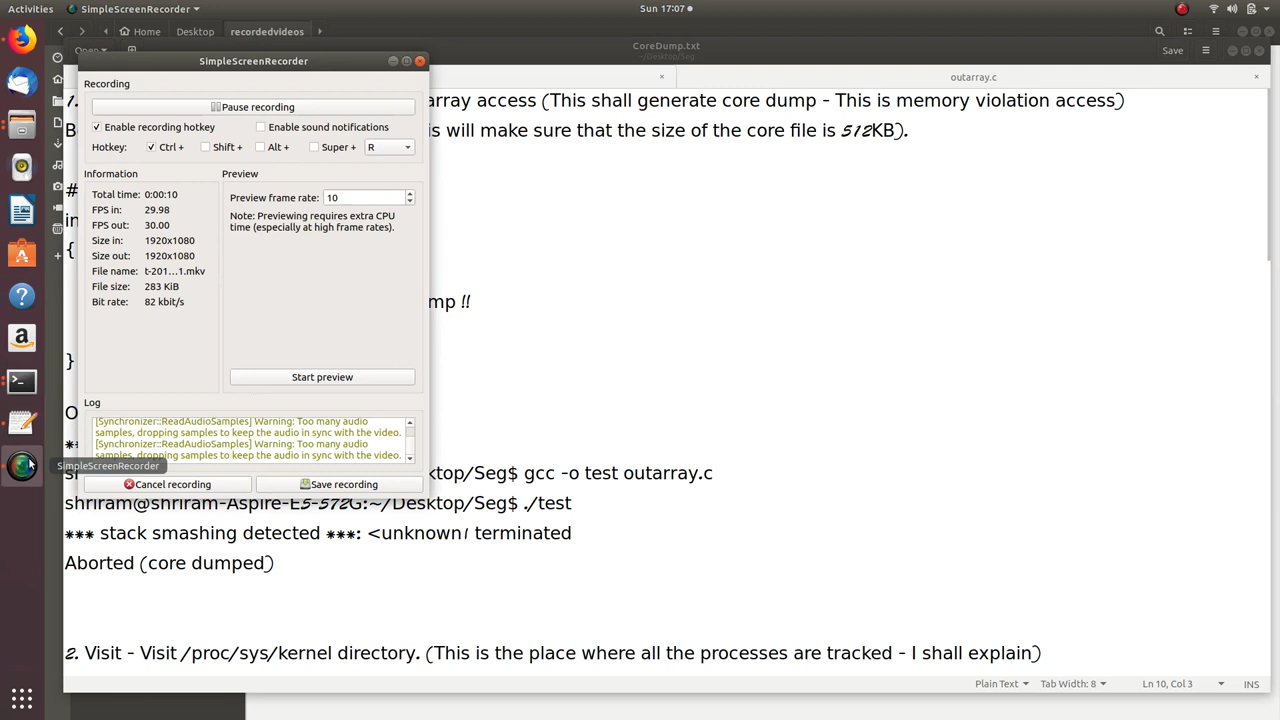 Activities
SimpleScreenRecorder
Sun 17:07
Home
Desktop
recordedvideos
Open
CoreDump.txt
~/Desktop/Seg
Save
outarray.c
SimpleScreenRecorder
Recording
Pause recording
Enable recording hotkey
Enable sound notifications
Hotkey:
Ctrl +
Shift +
Alt +
Super +
R
Information
Total time: 0:00:10
FPS in: 29.98
FPS out: 30.00
Size in: 1920x1080
Size out: 1920x1080
File name: t-201...1.mkv
File size: 283 KiB
Bit rate: 82 kbit/s
Preview
Preview frame rate: 10
Note: Previewing requires extra CPU
time (especially at high frame rates).
Start preview
Log
[Synchronizer::ReadAudioSamples] Warning: Too many audio
samples, dropping samples to keep the audio in sync with the video.
[Synchronizer::ReadAudioSamples] Warning: Too many audio
samples, dropping samples to keep the audio in sync with the video.
Cancel recording
Save recording
SimpleScreenRecorder
1.
array access (This shall generate core dump - This is memory violation access)
is will make sure that the size of the core file is 512KB).
#
in
{
mp !!
}
O
***
ktop/Seg$ gcc -o test outarray.c
shriram@shriram-Aspire-E5-572G:~/Desktop/Seg$ ./test
*** stack smashing detected ***: <unknown> terminated
Aborted (core dumped)
2. Visit - Visit /proc/sys/kernel directory. (This is the place where all the processes are tracked - I shall explain)
Plain Text
Tab Width: 8
Ln 10, Col 3
INS